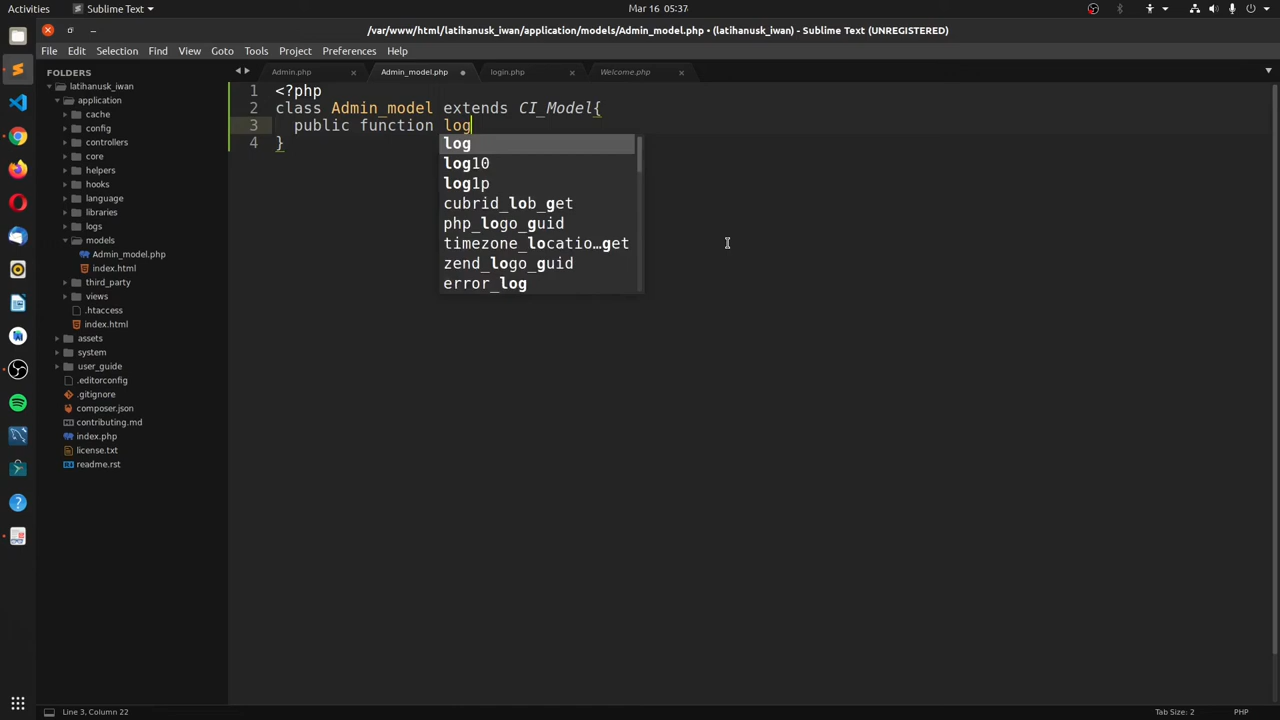 Activities
Sublime Text
Mar 16 05:37
/var/www/html/latihanusk_iwan/application/models/Admin_model.php • (latihanusk_iwan) - Sublime Text (UNREGISTERED)
File Edit Selection Find View Goto Tools Project Preferences Help
FOLDERS
latihanusk_iwan
application
cache
config
controllers
core
helpers
hooks
language
libraries
logs
models
Admin_model.php
index.html
third_party
views
.htaccess
index.html
assets
system
user_guide
.editorconfig
.gitignore
composer.json
contributing.md
index.php
license.txt
readme.rst
Admin.php
Admin_model.php
login.php
Welcome.php
1 <?php
2 class Admin_model extends CI_Model{
3 public function log
4 }
log
log10
log1p
cubrid_lob_get
php_logo_guid
timezone_locatio…get
zend_logo_guid
error_log
Line 3, Column 22
Tab Size: 2
PHP